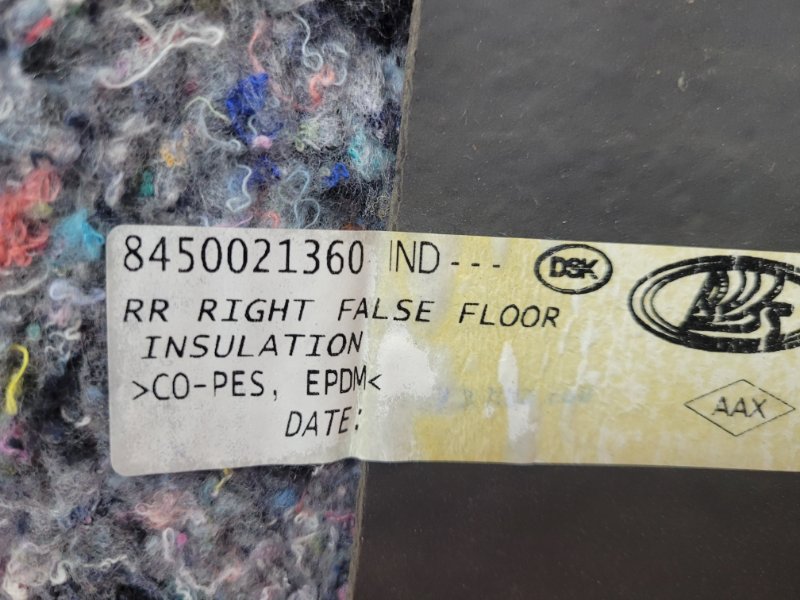 8450021360 IND---
DSK
RR RIGHT FALSE FLOOR
INSULATION
>CO-PES, EPDM<
AAX
DATE: